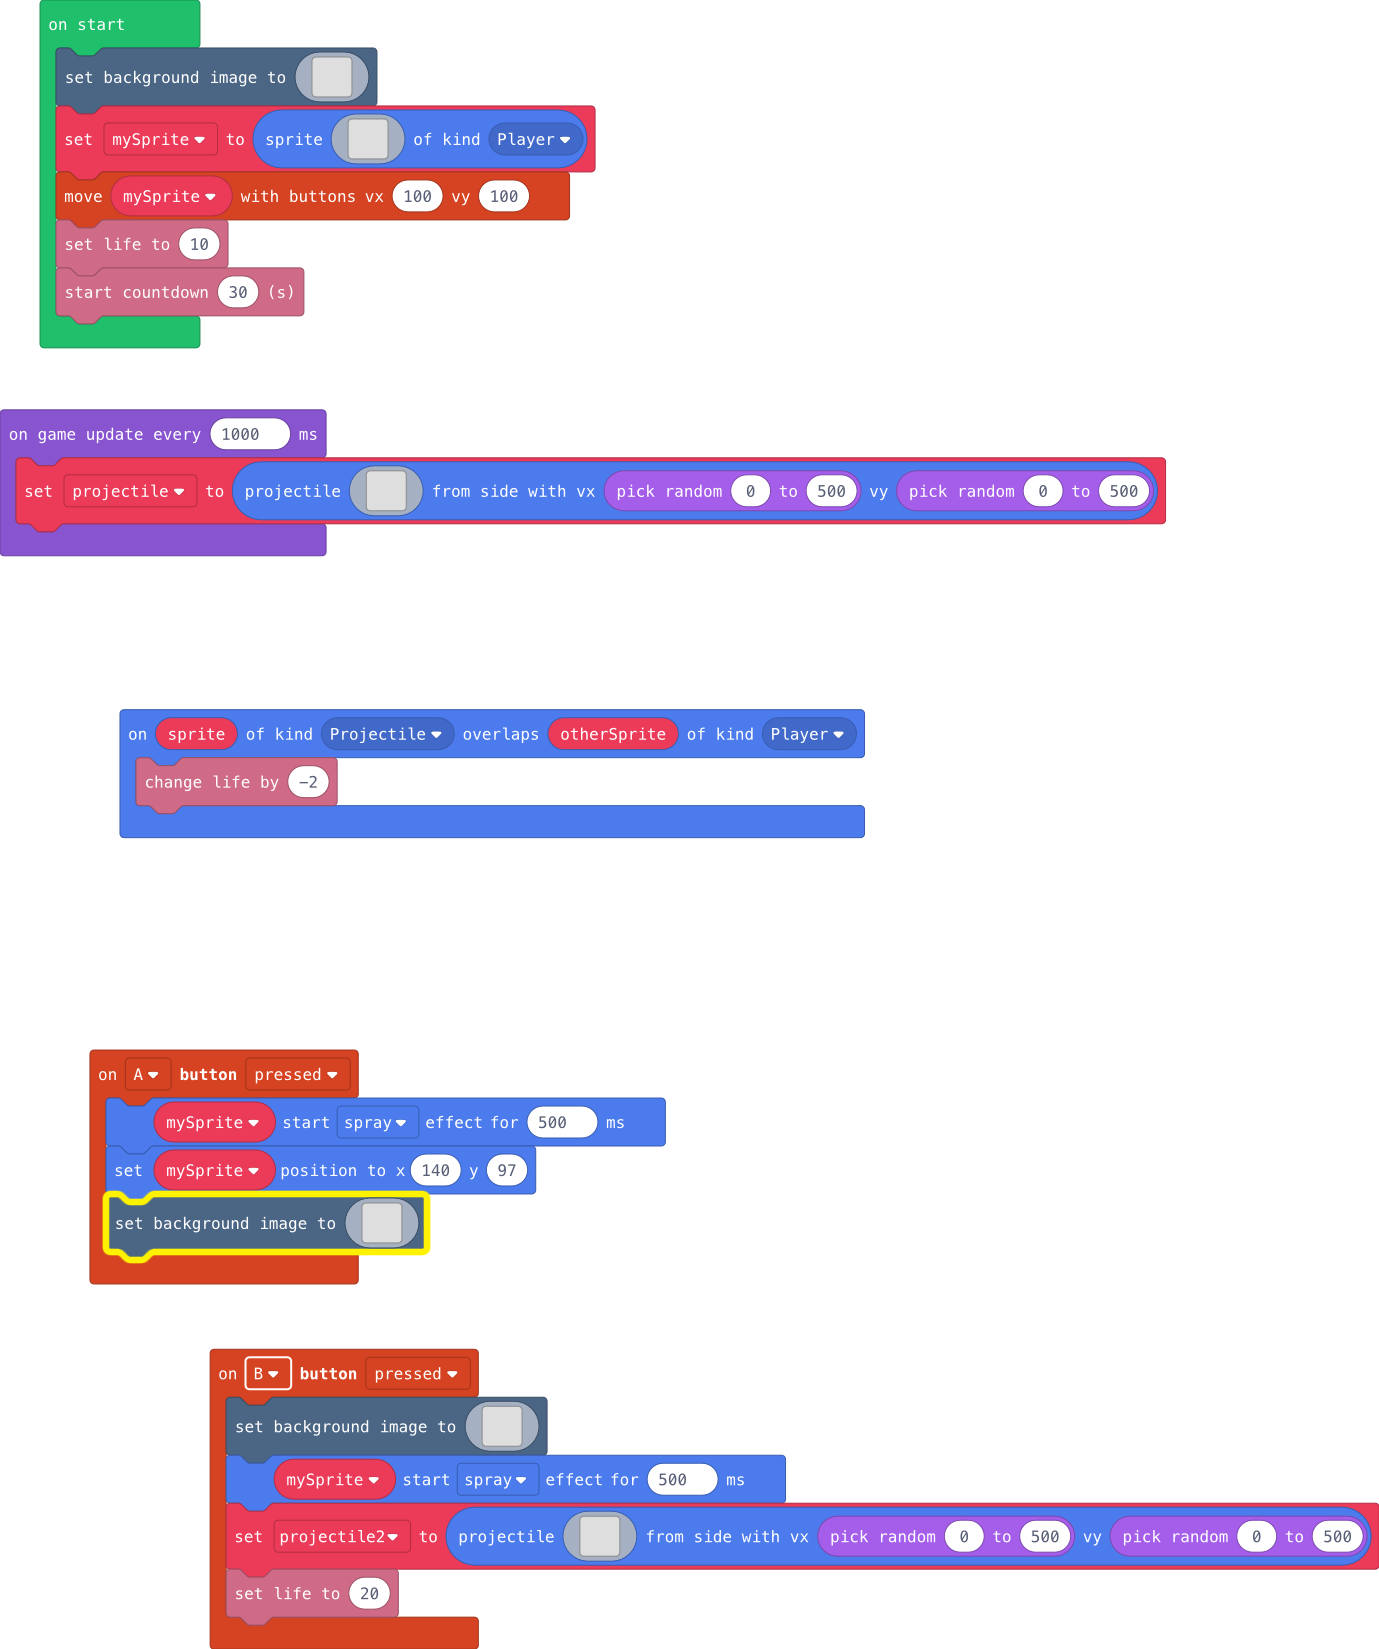 on start
set background image to
set mySprite to sprite of kind Player
move mySprite with buttons vx 100 vy 100
set life to 10
start countdown 30 (s)
on game update every 1000 ms
set projectile to projectile from side with vx pick random 0 to 500 vy pick random 0 to 500
on sprite of kind Projectile overlaps otherSprite of kind Player
change life by −2
on A button pressed
mySprite start spray effect for 500 ms
set mySprite position to x 140 y 97
set background image to
on B button pressed
set background image to
mySprite start spray effect for 500 ms
set projectile2 to projectile from side with vx pick random 0 to 500 vy pick random 0 to 500
set life to 20